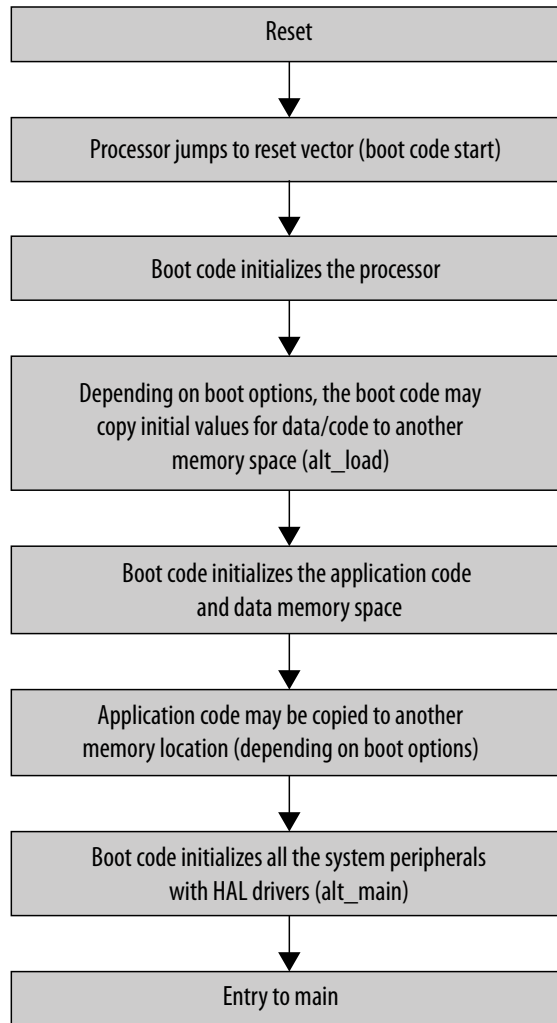 Reset
Processor jumps to reset vector (boot code start)
Boot code initializes the processor
Depending on boot options, the boot code may
copy initial values for data/code to another
memory space (alt_load)
Boot code initializes the application code
and data memory space
Application code may be copied to another
memory location (depending on boot options)
Boot code initializes all the system peripherals
with HAL drivers (alt_main)
Entry to main